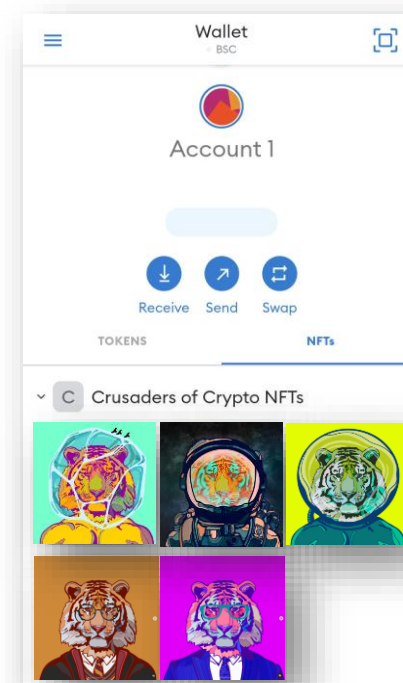 Wallet
BSC
Account 1
Receive Send Swap
TOKENS NFTs
C Crusaders of Crypto NFTs